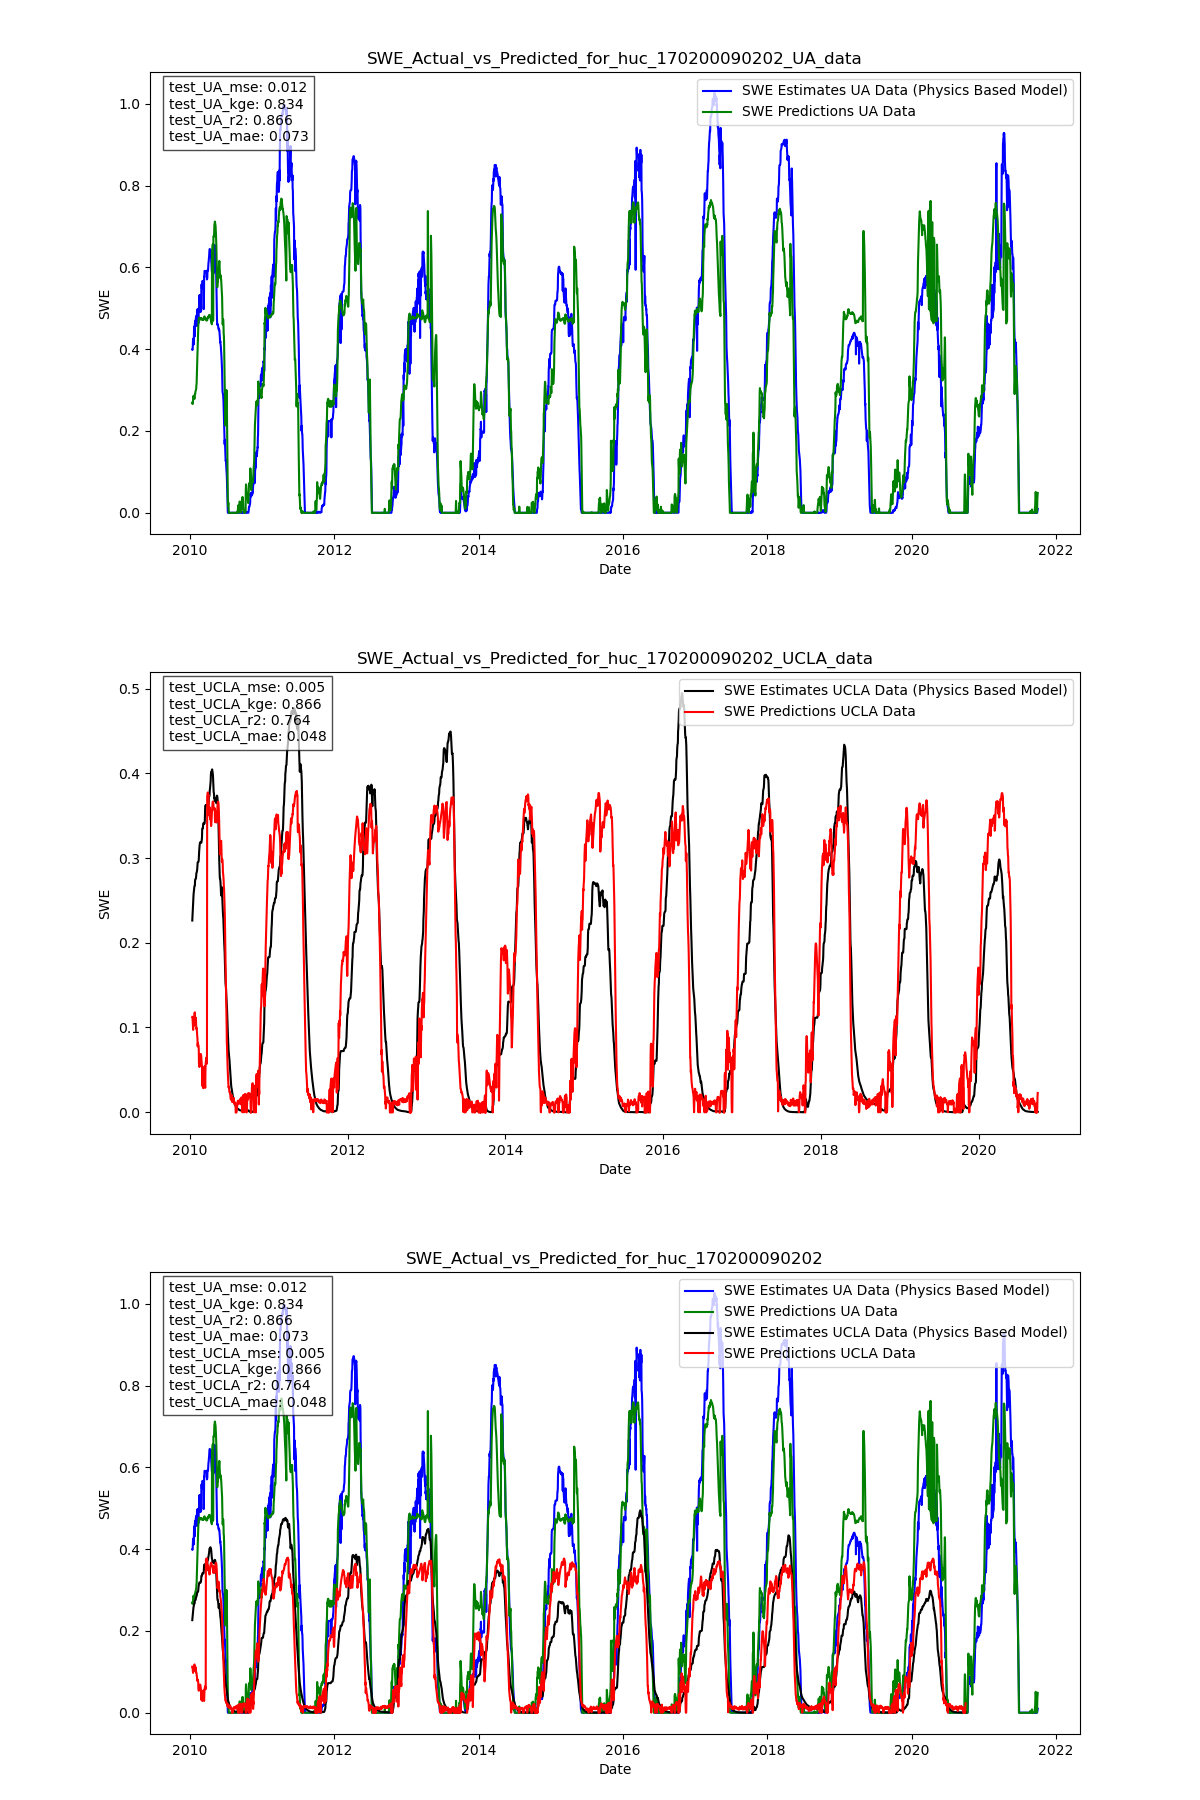 SWE_Actual_vs_Predicted_for_huc_170200090202_UA_data
test_UA_mse: 0.012
test_UA_kge: 0.834
test_UA_r2: 0.866
test_UA_mae: 0.073
SWE Estimates UA Data (Physics Based Model)
SWE Predictions UA Data
1.0
0.8
0.6
0.4
0.2
0.0
SWE
2010 2012 2014 2016 2018 2020 2022
Date
SWE_Actual_vs_Predicted_for_huc_170200090202_UCLA_data
test_UCLA_mse: 0.005
test_UCLA_kge: 0.866
test_UCLA_r2: 0.764
test_UCLA_mae: 0.048
SWE Estimates UCLA Data (Physics Based Model)
SWE Predictions UCLA Data
0.5
0.4
0.3
0.2
0.1
0.0
SWE
2010 2012 2014 2016 2018 2020
Date
SWE_Actual_vs_Predicted_for_huc_170200090202
test_UA_mse: 0.012
test_UA_kge: 0.834
test_UA_r2: 0.866
test_UA_mae: 0.073
test_UCLA_mse: 0.005
test_UCLA_kge: 0.866
test_UCLA_r2: 0.764
test_UCLA_mae: 0.048
SWE Estimates UA Data (Physics Based Model)
SWE Predictions UA Data
SWE Estimates UCLA Data (Physics Based Model)
SWE Predictions UCLA Data
1.0
0.8
0.6
0.4
0.2
0.0
SWE
2010 2012 2014 2016 2018 2020 2022
Date